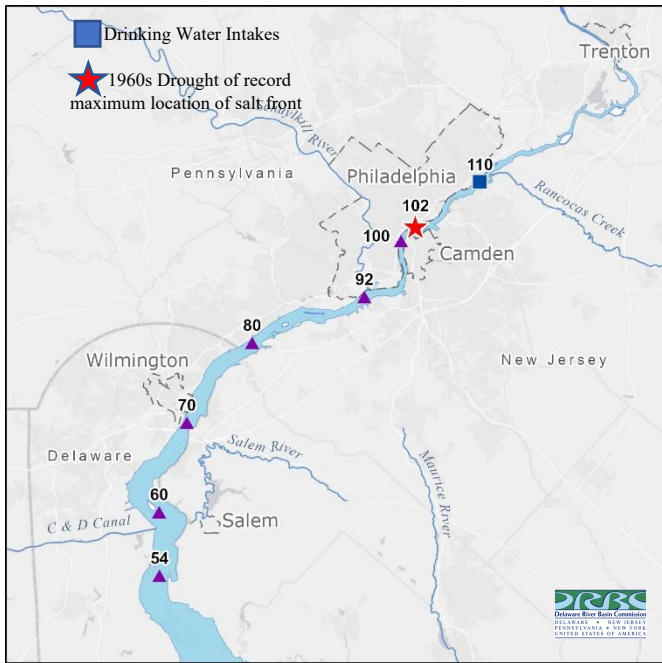 Drinking Water Intakes
1960s Drought of record
maximum location of salt front
Trenton
Schuylkill River
Pennsylvania
Philadelphia
110
Rancocas Creek
102
100
Camden
92
80
New Jersey
Wilmington
70
Salem River
Maurice River
Delaware
60
C & D Canal
Salem
54
DRBC
Delaware River Basin Commission
DELAWARE • NEW JERSEY
PENNSYLVANIA • NEW YORK
UNITED STATES OF AMERICA